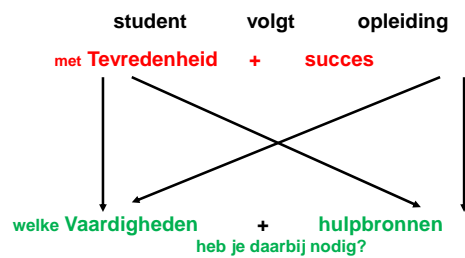 student volgt opleiding
met Tevredenheid + succes
welke Vaardigheden + hulpbronnen
heb je daarbij nodig?